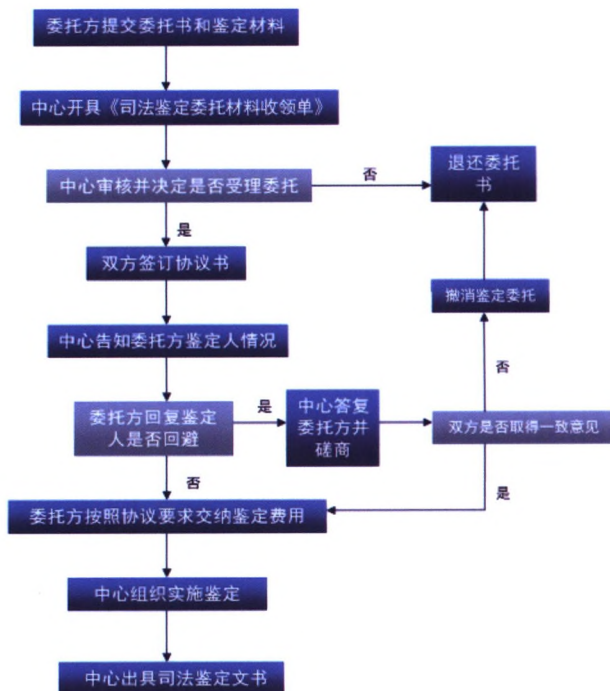 委托方提交委托书和鉴定材料
中心开具《司法鉴定委托材料收领单》
中心审核并决定是否受理委托
否
退还委托
书
是
双方签订协议书
撤消鉴定委托
中心告知委托方鉴定人情况
否
委托方回复鉴定
人是否回避
是
中心答复
委托方并
磋商
双方是否取得一致意见
否
是
委托方按照协议要求交纳鉴定费用
中心组织实施鉴定
中心出具司法鉴定文书